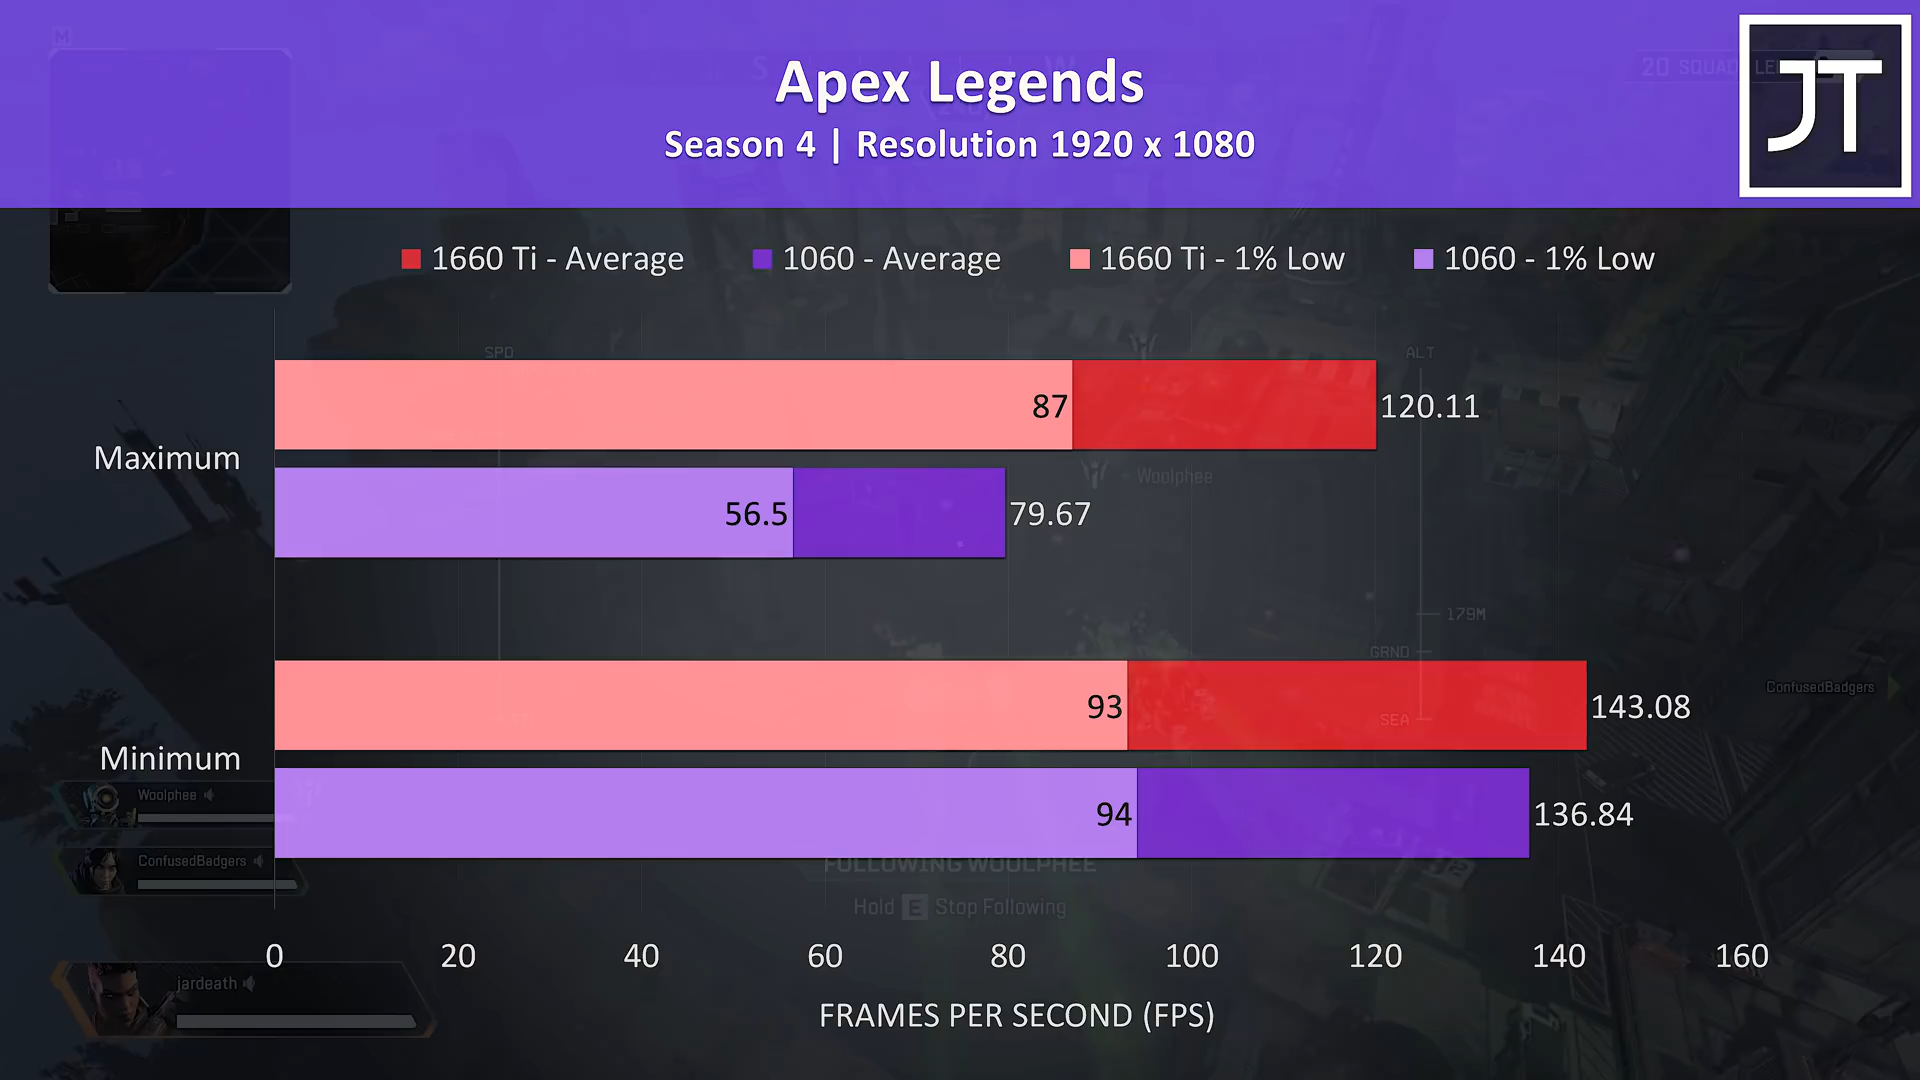 M
Apex Legends
Season 4 | Resolution 1920 x 1080
JT
20 SQUA
1660 Ti - Average
1060 - Average
1660 Ti - 1% Low
1060 - 1% Low
SPD
ALT
87
120.11
Maximum
- Woolphee
56.5
79.67
179M
GRND
ConfusedBadgers
93
143.08
SEA
Minimum
Woolphee
94
136.84
ConfusedBadgers
FOLLOWING WOOLPHEE
Hold E Stop Following
0 20 40 60 80 100 120 140 160
jardeath
FRAMES PER SECOND (FPS)